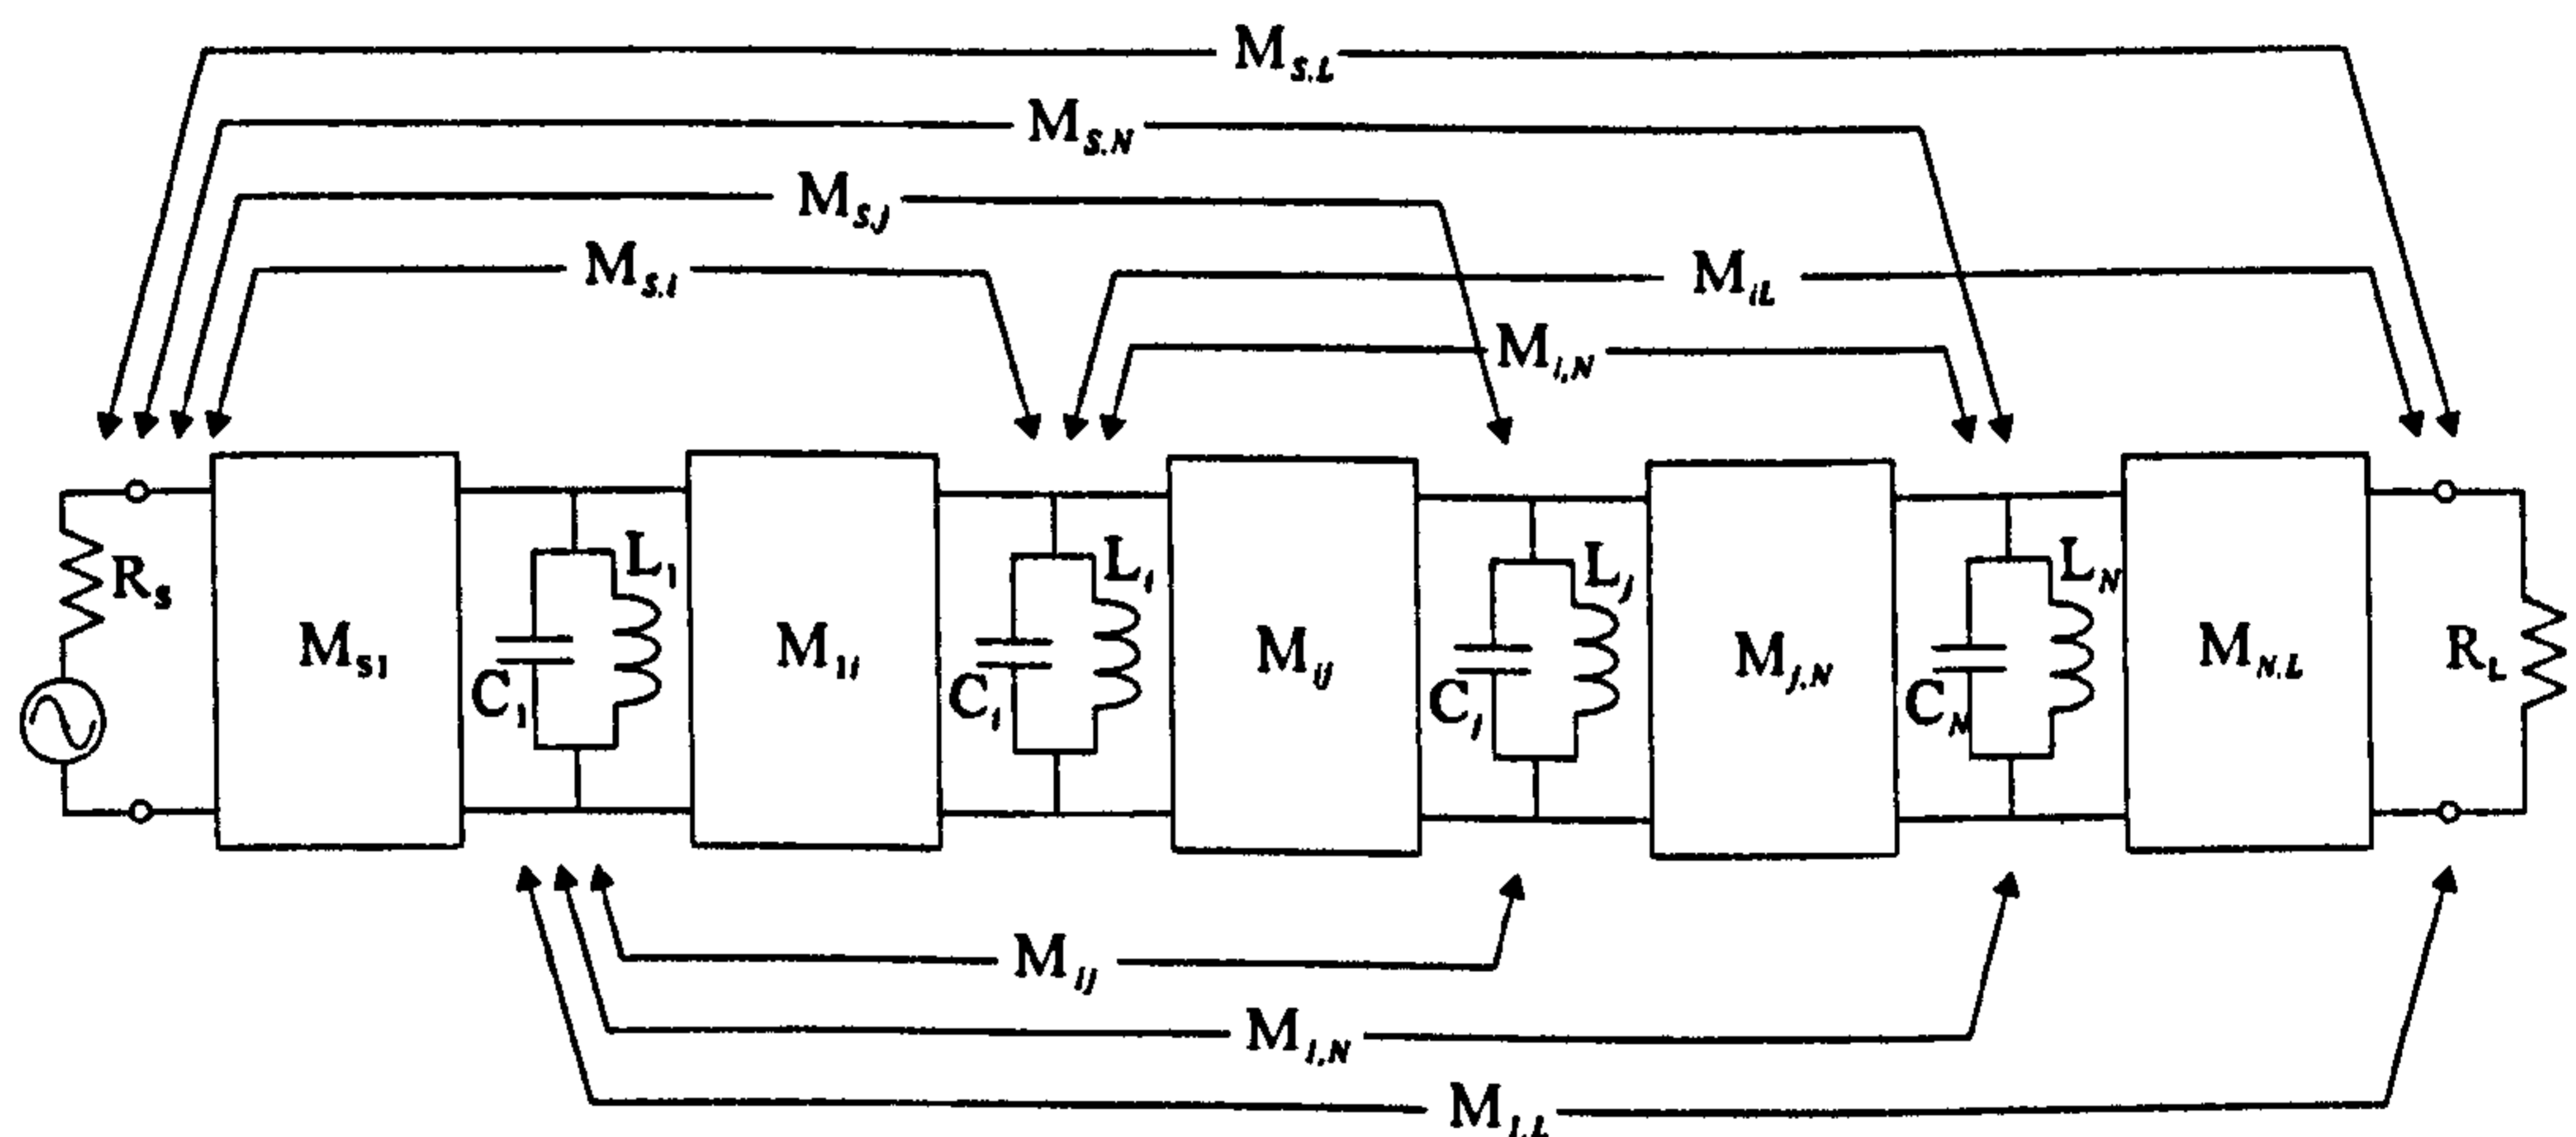 M_{S,L}
M_{S,N}
M_{S,j}
M_{S,i}
M_{iL}
M_{i,N}
R_S
M_{S1}
C_1
L_1
M_{1i}
C_i
L_i
M_{ij}
C_j
L_j
M_{j,N}
C_N
L_N
M_{N,L}
R_L
M_{1j}
M_{1,N}
M_{1,L}